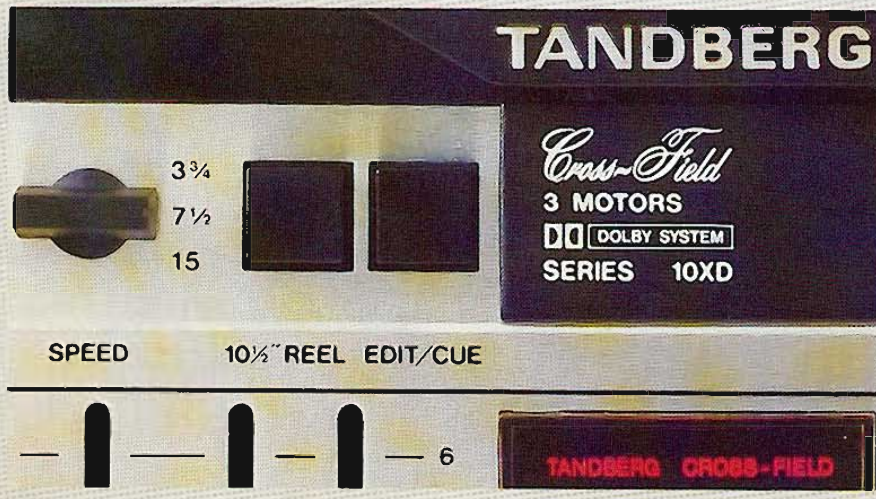 TANDBERG
Cross-Field
3 MOTORS
DOLBY SYSTEM
SERIES 10XD
3¾
7½
15
SPEED
10½" REEL
EDIT/CUE
6
TANDBERG CROSS-FIELD